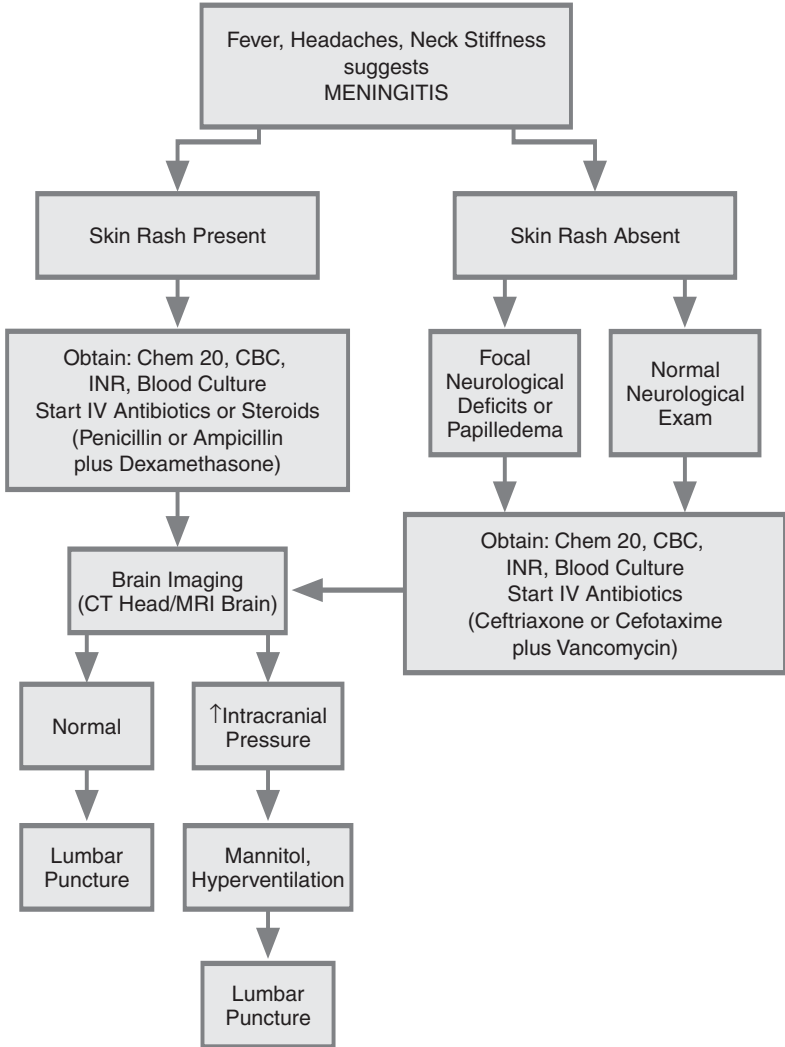 Fever, Headaches, Neck Stiffness
suggests
MENINGITIS
Skin Rash Present
Skin Rash Absent
Obtain: Chem 20, CBC,
INR, Blood Culture
Start IV Antibiotics or Steroids
(Penicillin or Ampicillin
plus Dexamethasone)
Focal
Neurological
Deficits or
Papilledema
Normal
Neurological
Exam
Obtain: Chem 20, CBC,
INR, Blood Culture
Start IV Antibiotics
(Ceftriaxone or Cefotaxime
plus Vancomycin)
Brain Imaging
(CT Head/MRI Brain)
Normal
↑Intracranial
Pressure
Lumbar
Puncture
Mannitol,
Hyperventilation
Lumbar
Puncture